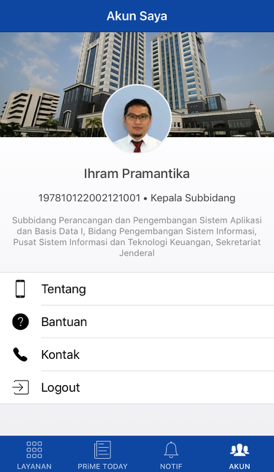 Akun Saya
Ihram Pramantika
197810122002121001 • Kepala Subbidang
Subbidang Perancangan dan Pengembangan Sistem Aplikasi
dan Basis Data I, Bidang Pengembangan Sistem Informasi,
Pusat Sistem Informasi dan Teknologi Keuangan, Sekretariat
Jenderal
Tentang
Bantuan
Kontak
Logout
LAYANAN PRiME TODAY NOTIF AKUN